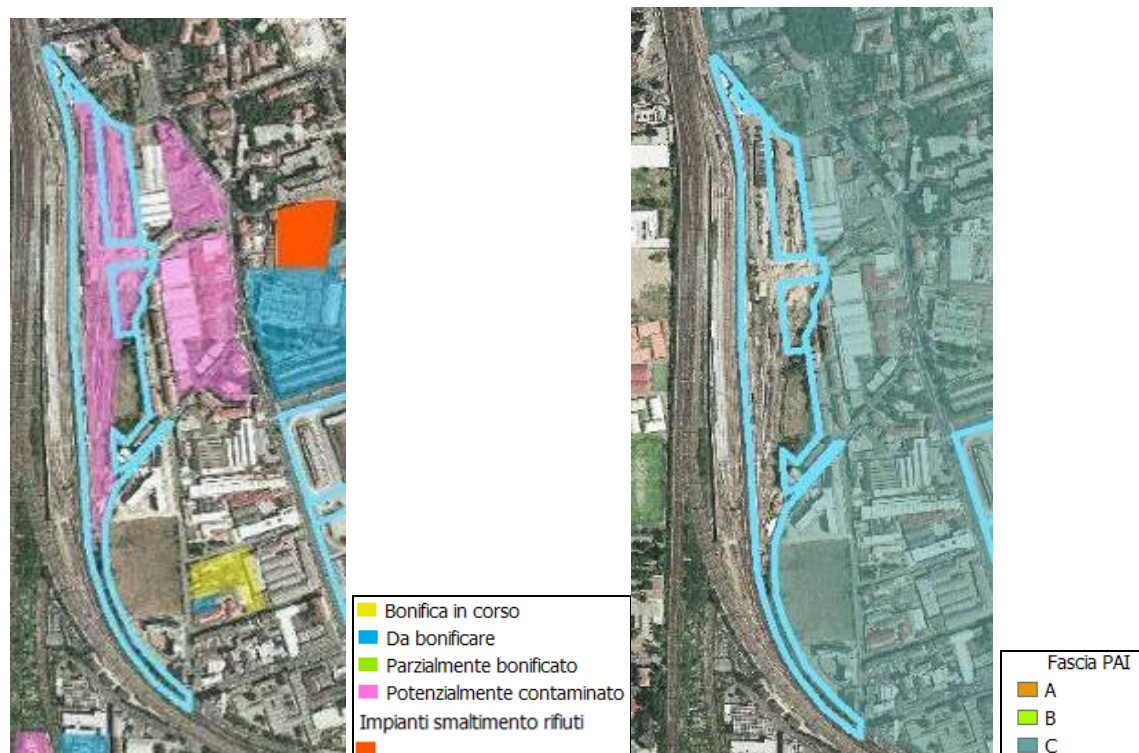 Bonifica in corso
Da bonificare
Parzialmente bonificato
Potenzialmente contaminato
Impianti smaltimento rifiuti
Fascia PAI
A
B
C